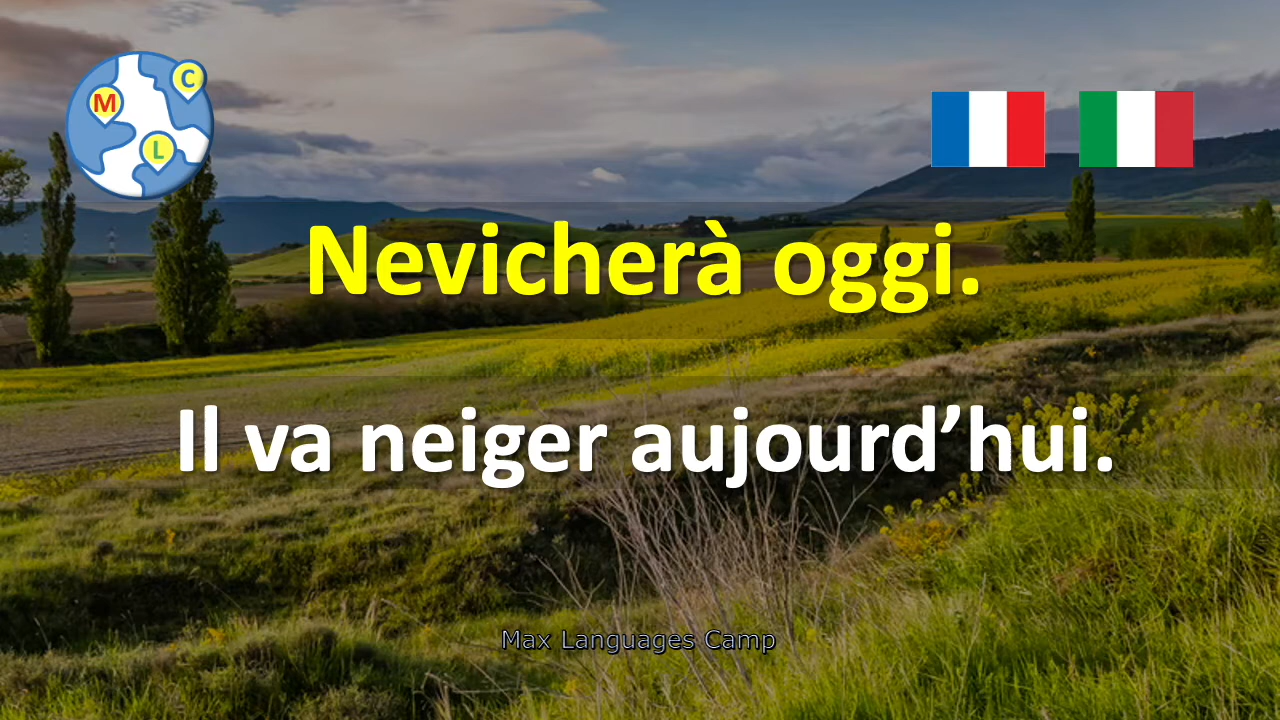 M
C
L
Nevicherà oggi.
Il va neiger aujourd’hui.
Max Languages Camp